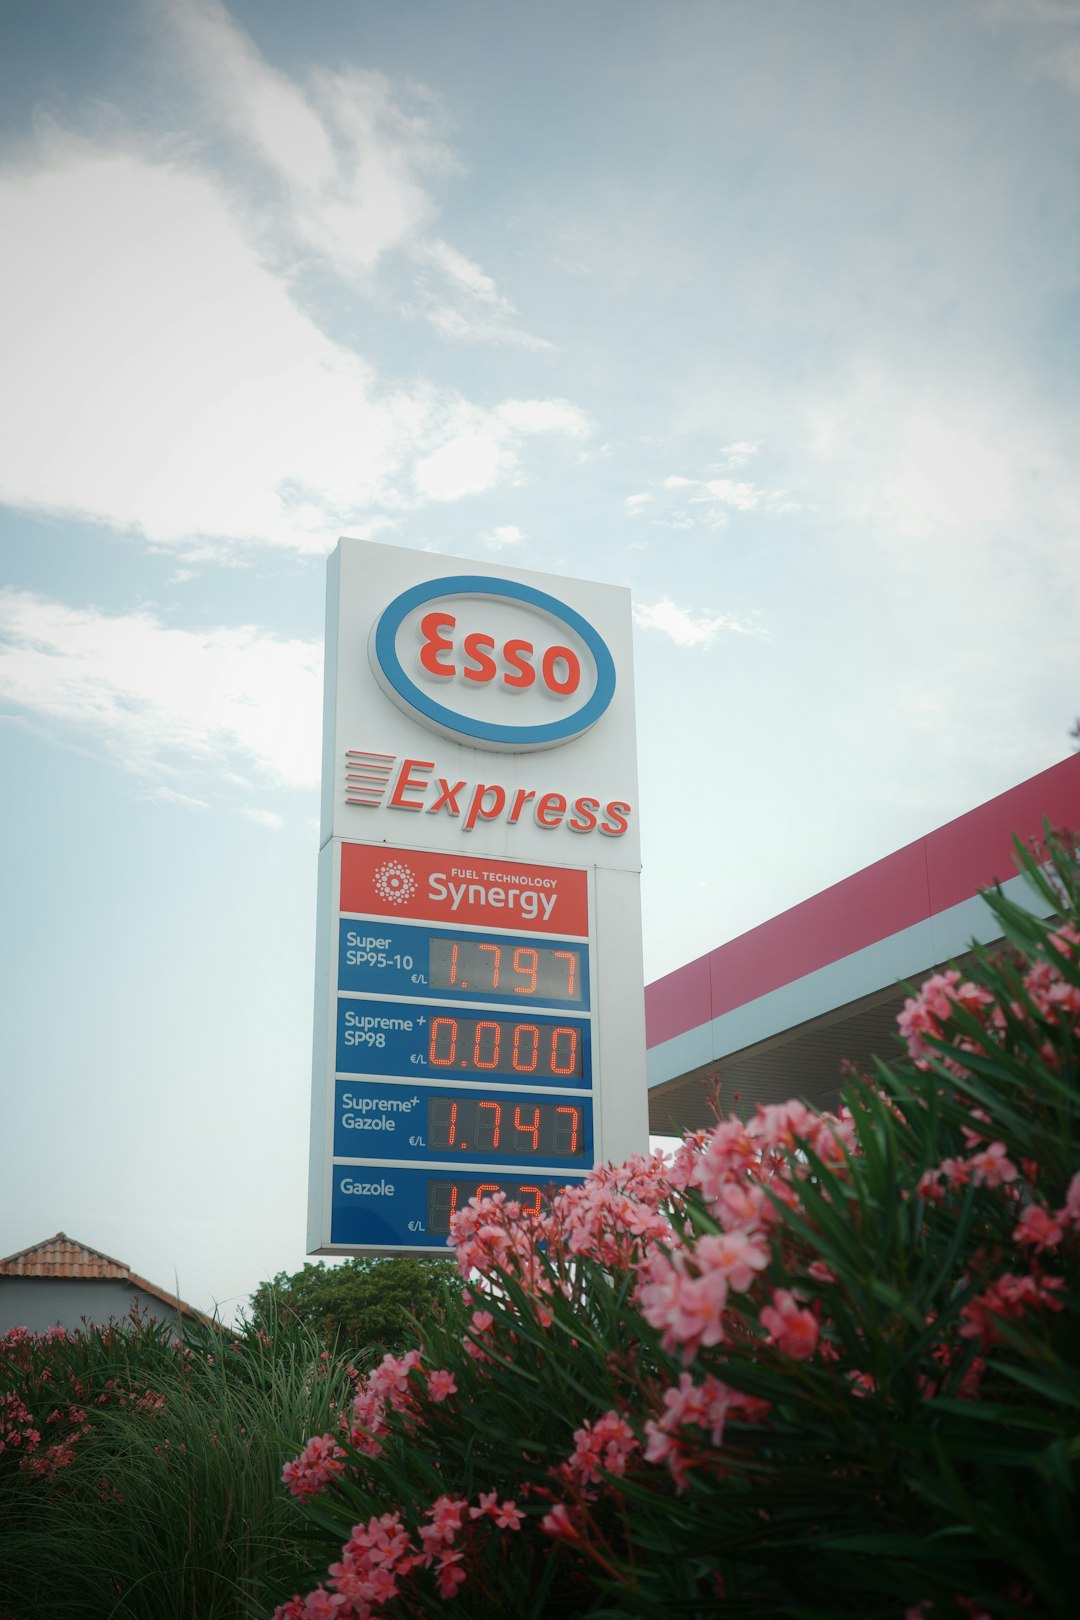 Esso
Express
FUEL TECHNOLOGY
Synergy
Super
SP95-10
€/L
1.797
Supreme+
SP98
€/L
0.000
Supreme+
Gazole
€/L
1.747
Gazole
€/L